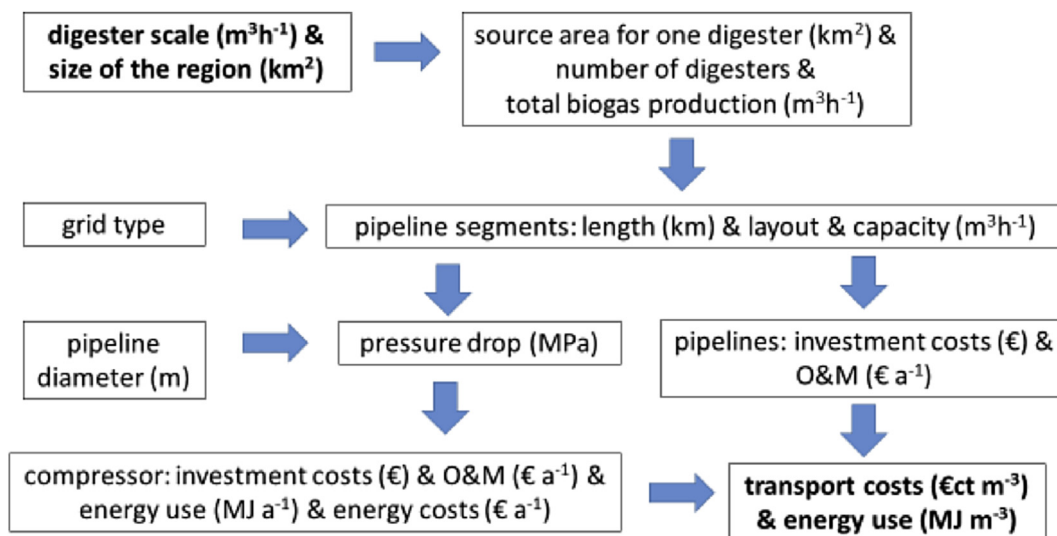 digester scale (m³h⁻¹) &
size of the region (km²)
source area for one digester (km²) &
number of digesters &
total biogas production (m³h⁻¹)
grid type
pipeline segments: length (km) & layout & capacity (m³h⁻¹)
pipeline
diameter (m)
pressure drop (MPa)
pipelines: investment costs (€) &
O&M (€ a⁻¹)
compressor: investment costs (€) & O&M (€ a⁻¹) &
energy use (MJ a⁻¹) & energy costs (€ a⁻¹)
transport costs (€ct m⁻³)
& energy use (MJ m⁻³)